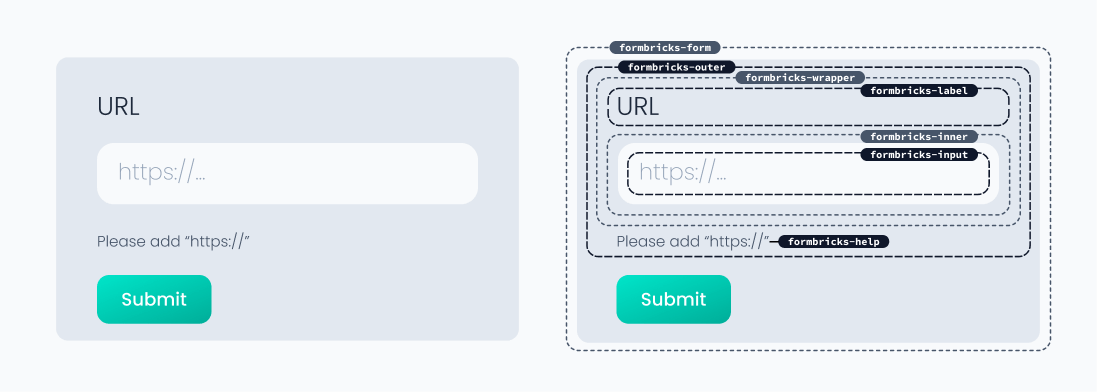 URL
https://...
Please add “https://”
Submit
formbricks-form
formbricks-outer
formbricks-wrapper
formbricks-label
URL
formbricks-inner
formbricks-input
https://...
Please add “https://”
formbricks-help
Submit